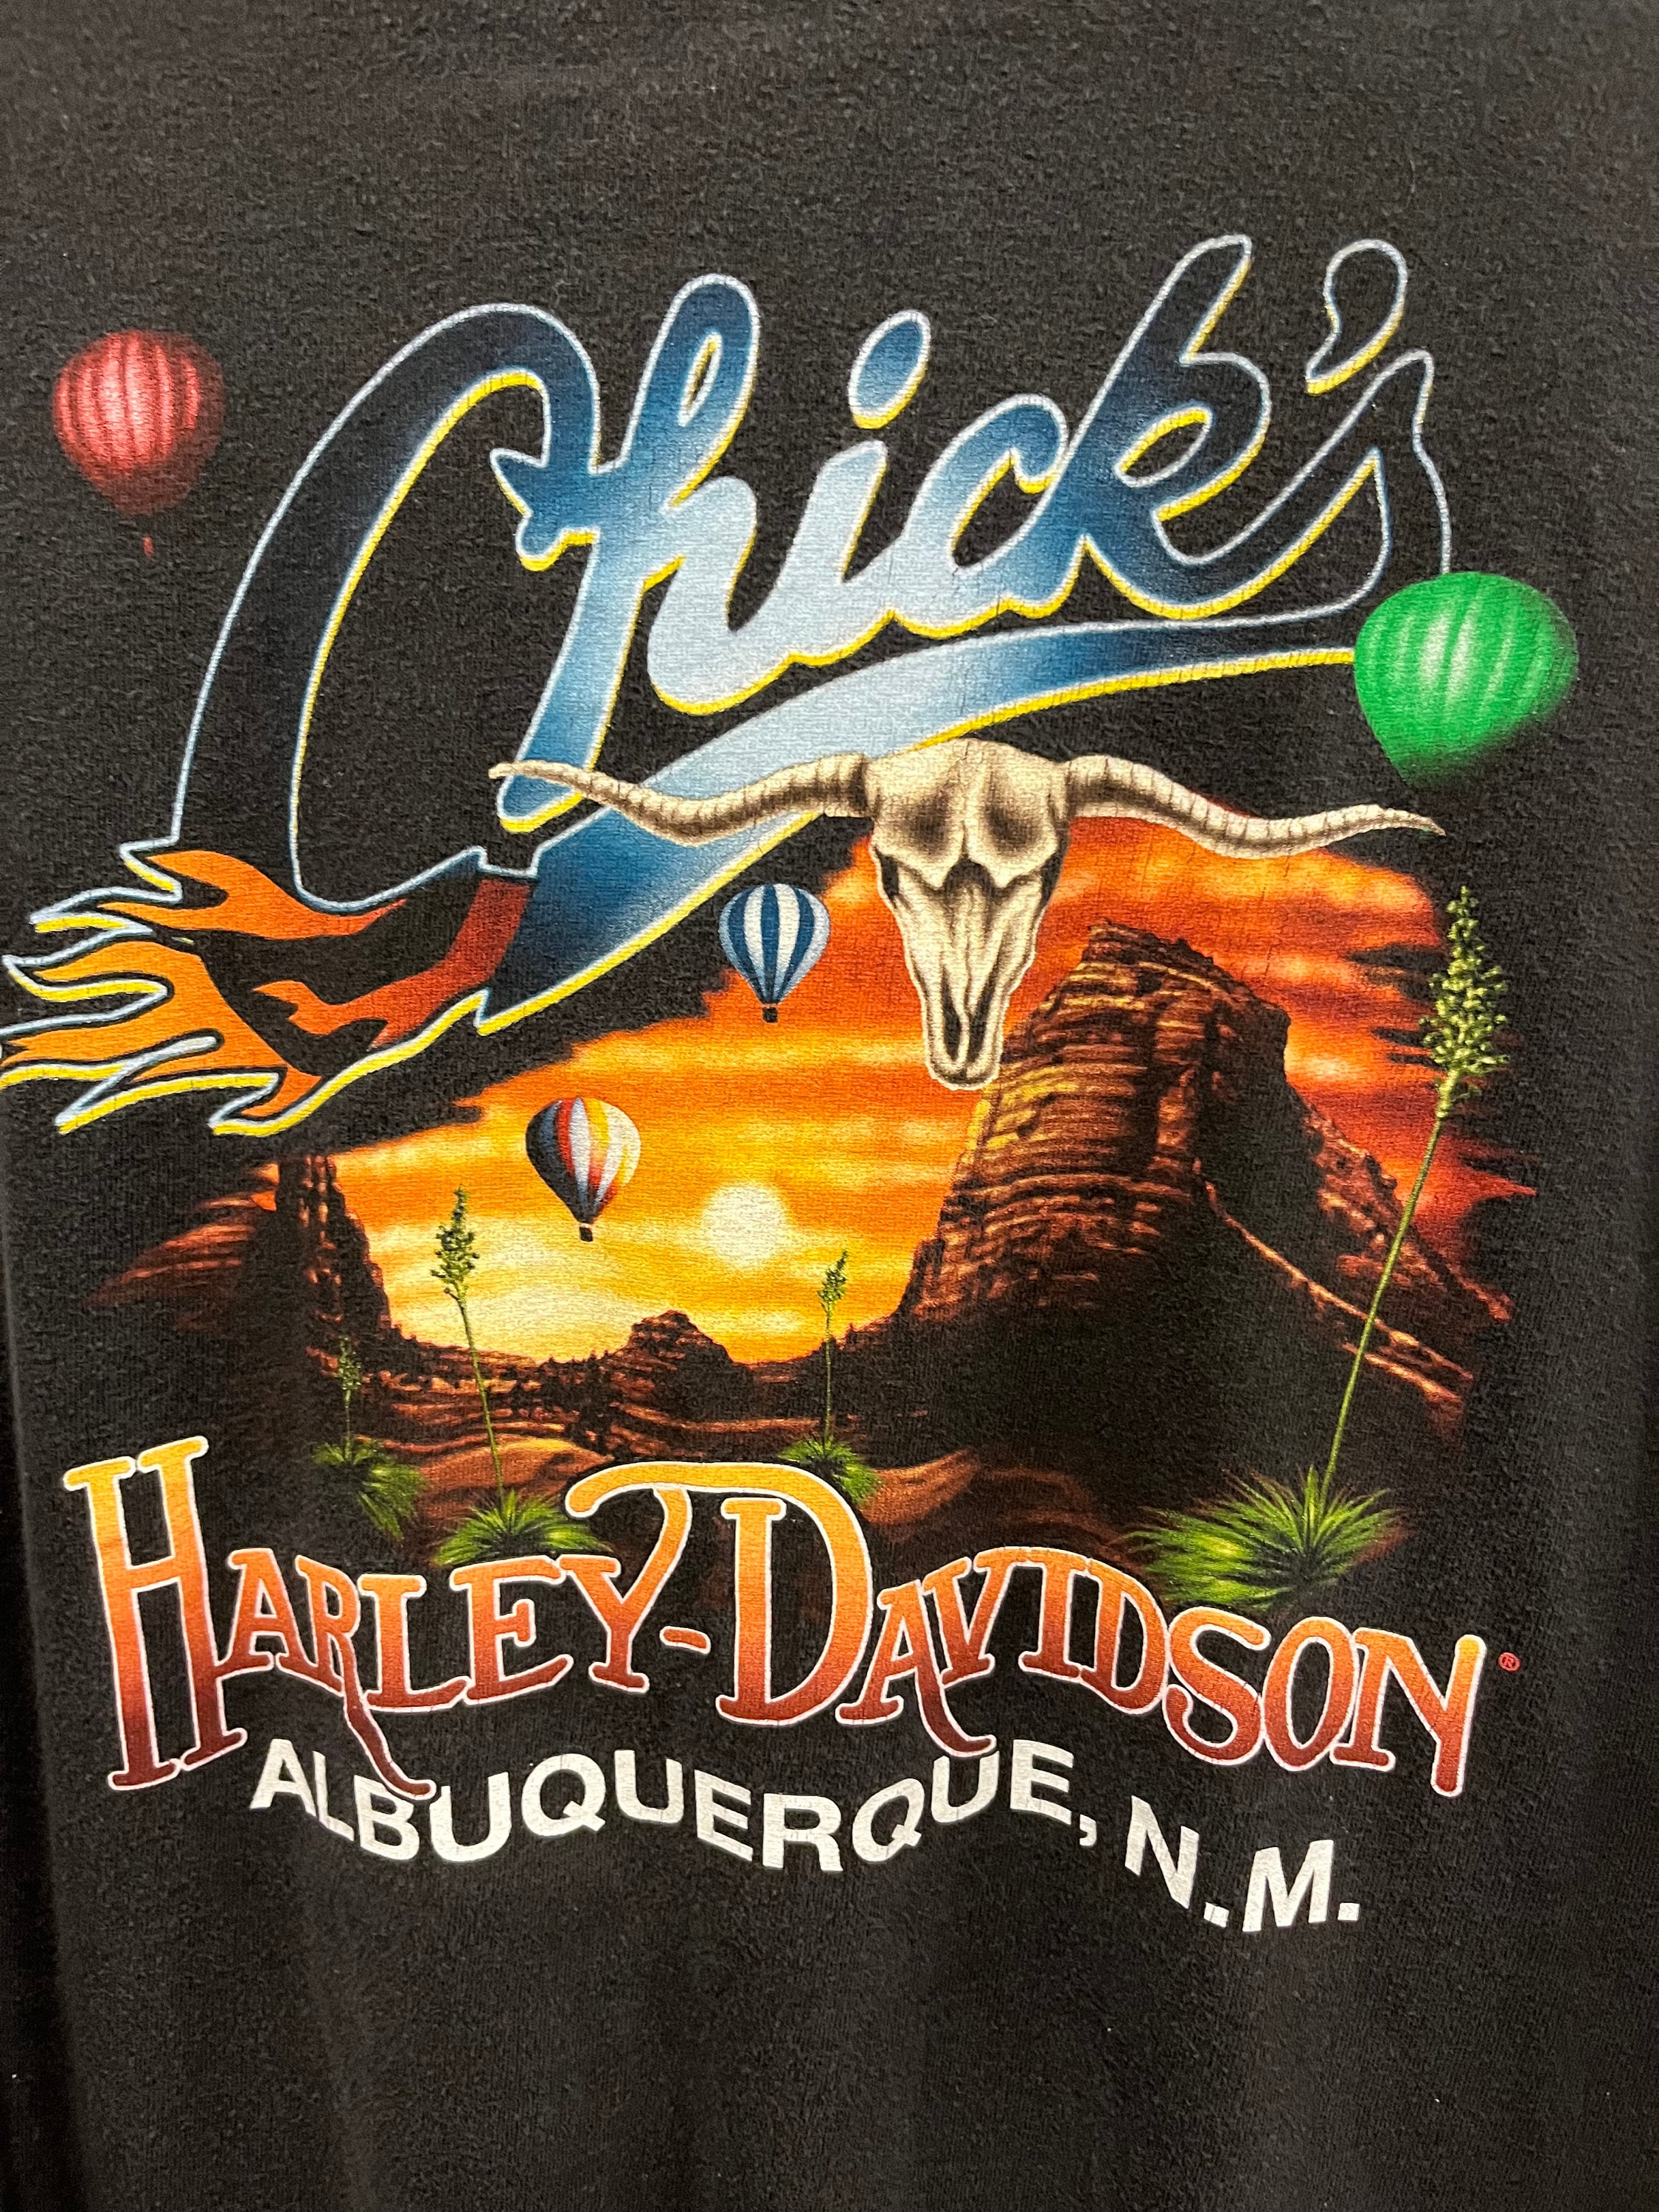 Chick's
HARLEY-DAVIDSON®
ALBUQUERQUE, N.M.